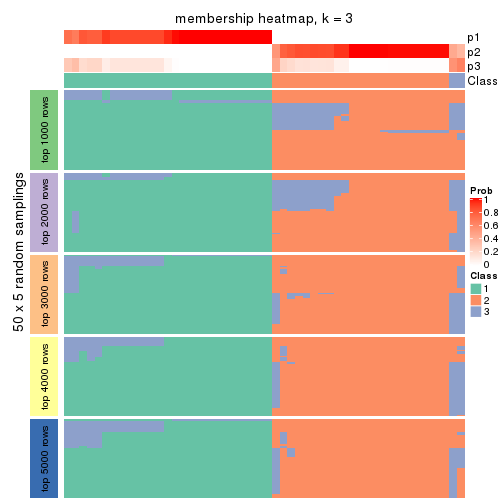 membership heatmap, k = 3
p1
p2
p3
Class
50 x 5 random samplings
top 1000 rows
top 2000 rows
top 3000 rows
top 4000 rows
top 5000 rows
Prob
1
0.8
0.6
0.4
0.2
0
Class
1
2
3